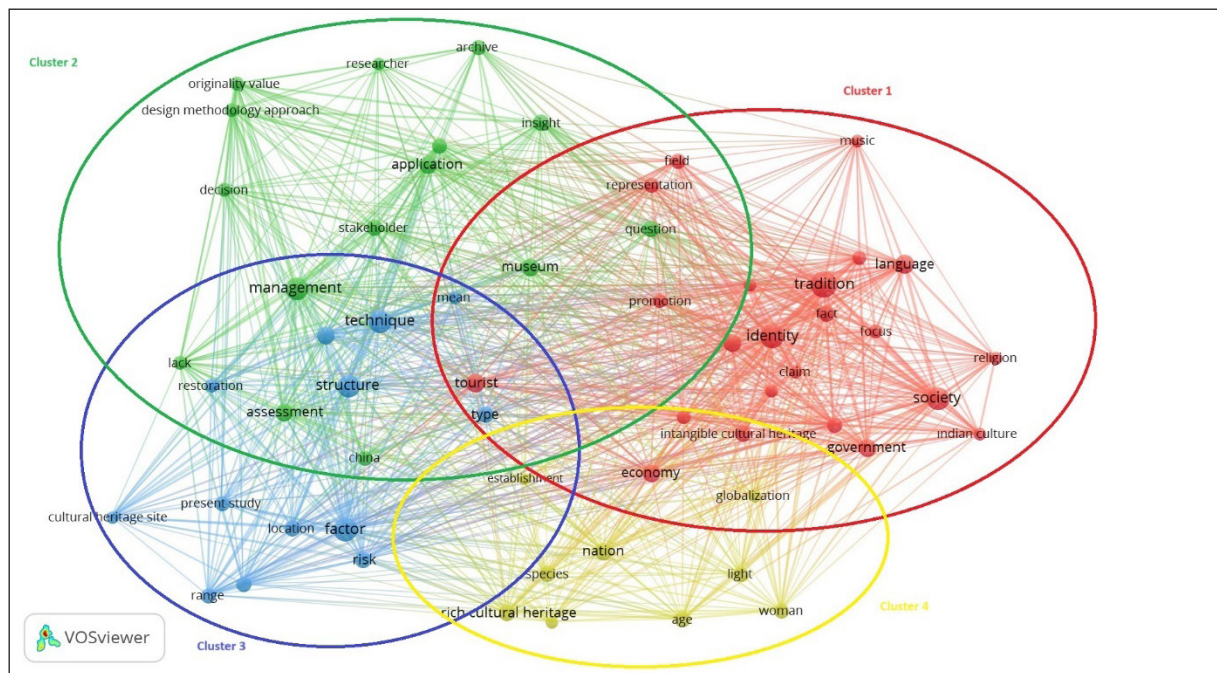 archive
researcher
Cluster 2
originality value
Cluster 1
design methodology approach
insight
music
application
field
representation
decision
stakeholder
question
museum
language
management
tradition
mean
promotion
technique
fact
focus
identity
religion
lack
claim
restoration
structure
tourist
society
assessment
type
intangible cultural heritage
indian culture
government
china
economy
establishment
globalization
present study
cultural heritage site
location
factor
nation
risk
species
light
range
rich cultural heritage
woman
Cluster 4
age
VOSviewer
Cluster 3